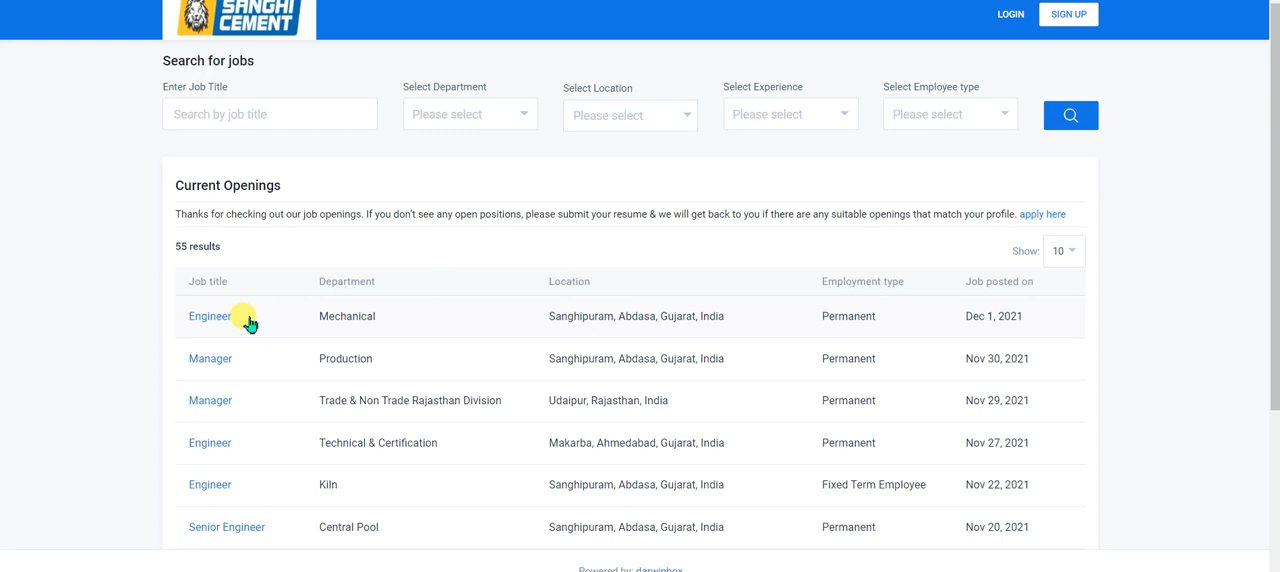 SANGHI
CEMENT
LOGIN SIGN UP
Search for jobs
Enter Job Title Select Department Select Location Select Experience Select Employee type
Search by job title Please select Please select Please select Please select
Current Openings
Thanks for checking out our job openings. If you don't see any open positions, please submit your resume & we will get back to you if there are any suitable openings that match your profile. apply here
55 results Show: 10
Job title Department Location Employment type Job posted on
Engineer Mechanical Sanghipuram, Abdasa, Gujarat, India Permanent Dec 1, 2021
Manager Production Sanghipuram, Abdasa, Gujarat, India Permanent Nov 30, 2021
Manager Trade & Non Trade Rajasthan Division Udaipur, Rajasthan, India Permanent Nov 29, 2021
Engineer Technical & Certification Makarba, Ahmedabad, Gujarat, India Permanent Nov 27, 2021
Engineer Kiln Sanghipuram, Abdasa, Gujarat, India Fixed Term Employee Nov 22, 2021
Senior Engineer Central Pool Sanghipuram, Abdasa, Gujarat, India Permanent Nov 20, 2021
Powered by: darwinbox